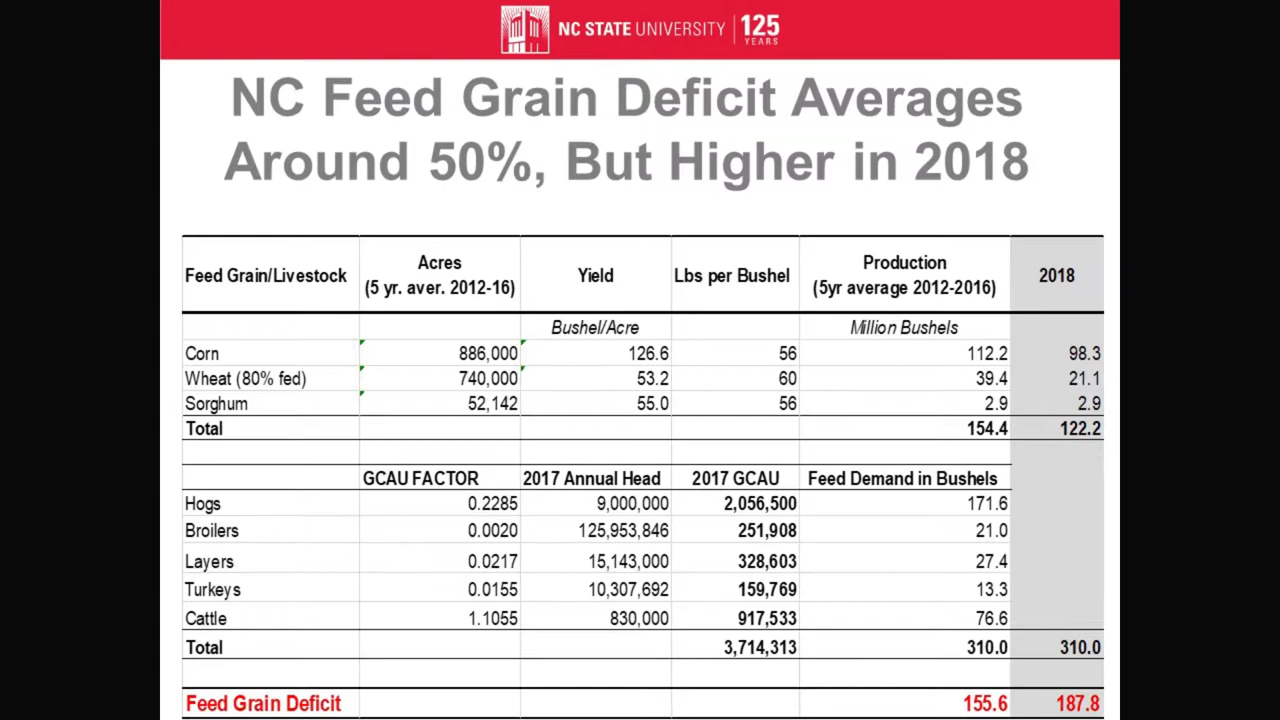 NC STATE UNIVERSITY 125 YEARS
NC Feed Grain Deficit Averages
Around 50%, But Higher in 2018
Feed Grain/Livestock Acres (5 yr. aver. 2012-16) Yield Lbs per Bushel Production (5yr average 2012-2016) 2018
Bushel/Acre Million Bushels
Corn 886,000 126.6 56 112.2 98.3
Wheat (80% fed) 740,000 53.2 60 39.4 21.1
Sorghum 52,142 55.0 56 2.9 2.9
Total 154.4 122.2
GCAU FACTOR 2017 Annual Head 2017 GCAU Feed Demand in Bushels
Hogs 0.2285 9,000,000 2,056,500 171.6
Broilers 0.0020 125,953,846 251,908 21.0
Layers 0.0217 15,143,000 328,603 27.4
Turkeys 0.0155 10,307,692 159,769 13.3
Cattle 1.1055 830,000 917,533 76.6
Total 3,714,313 310.0 310.0
Feed Grain Deficit 155.6 187.8